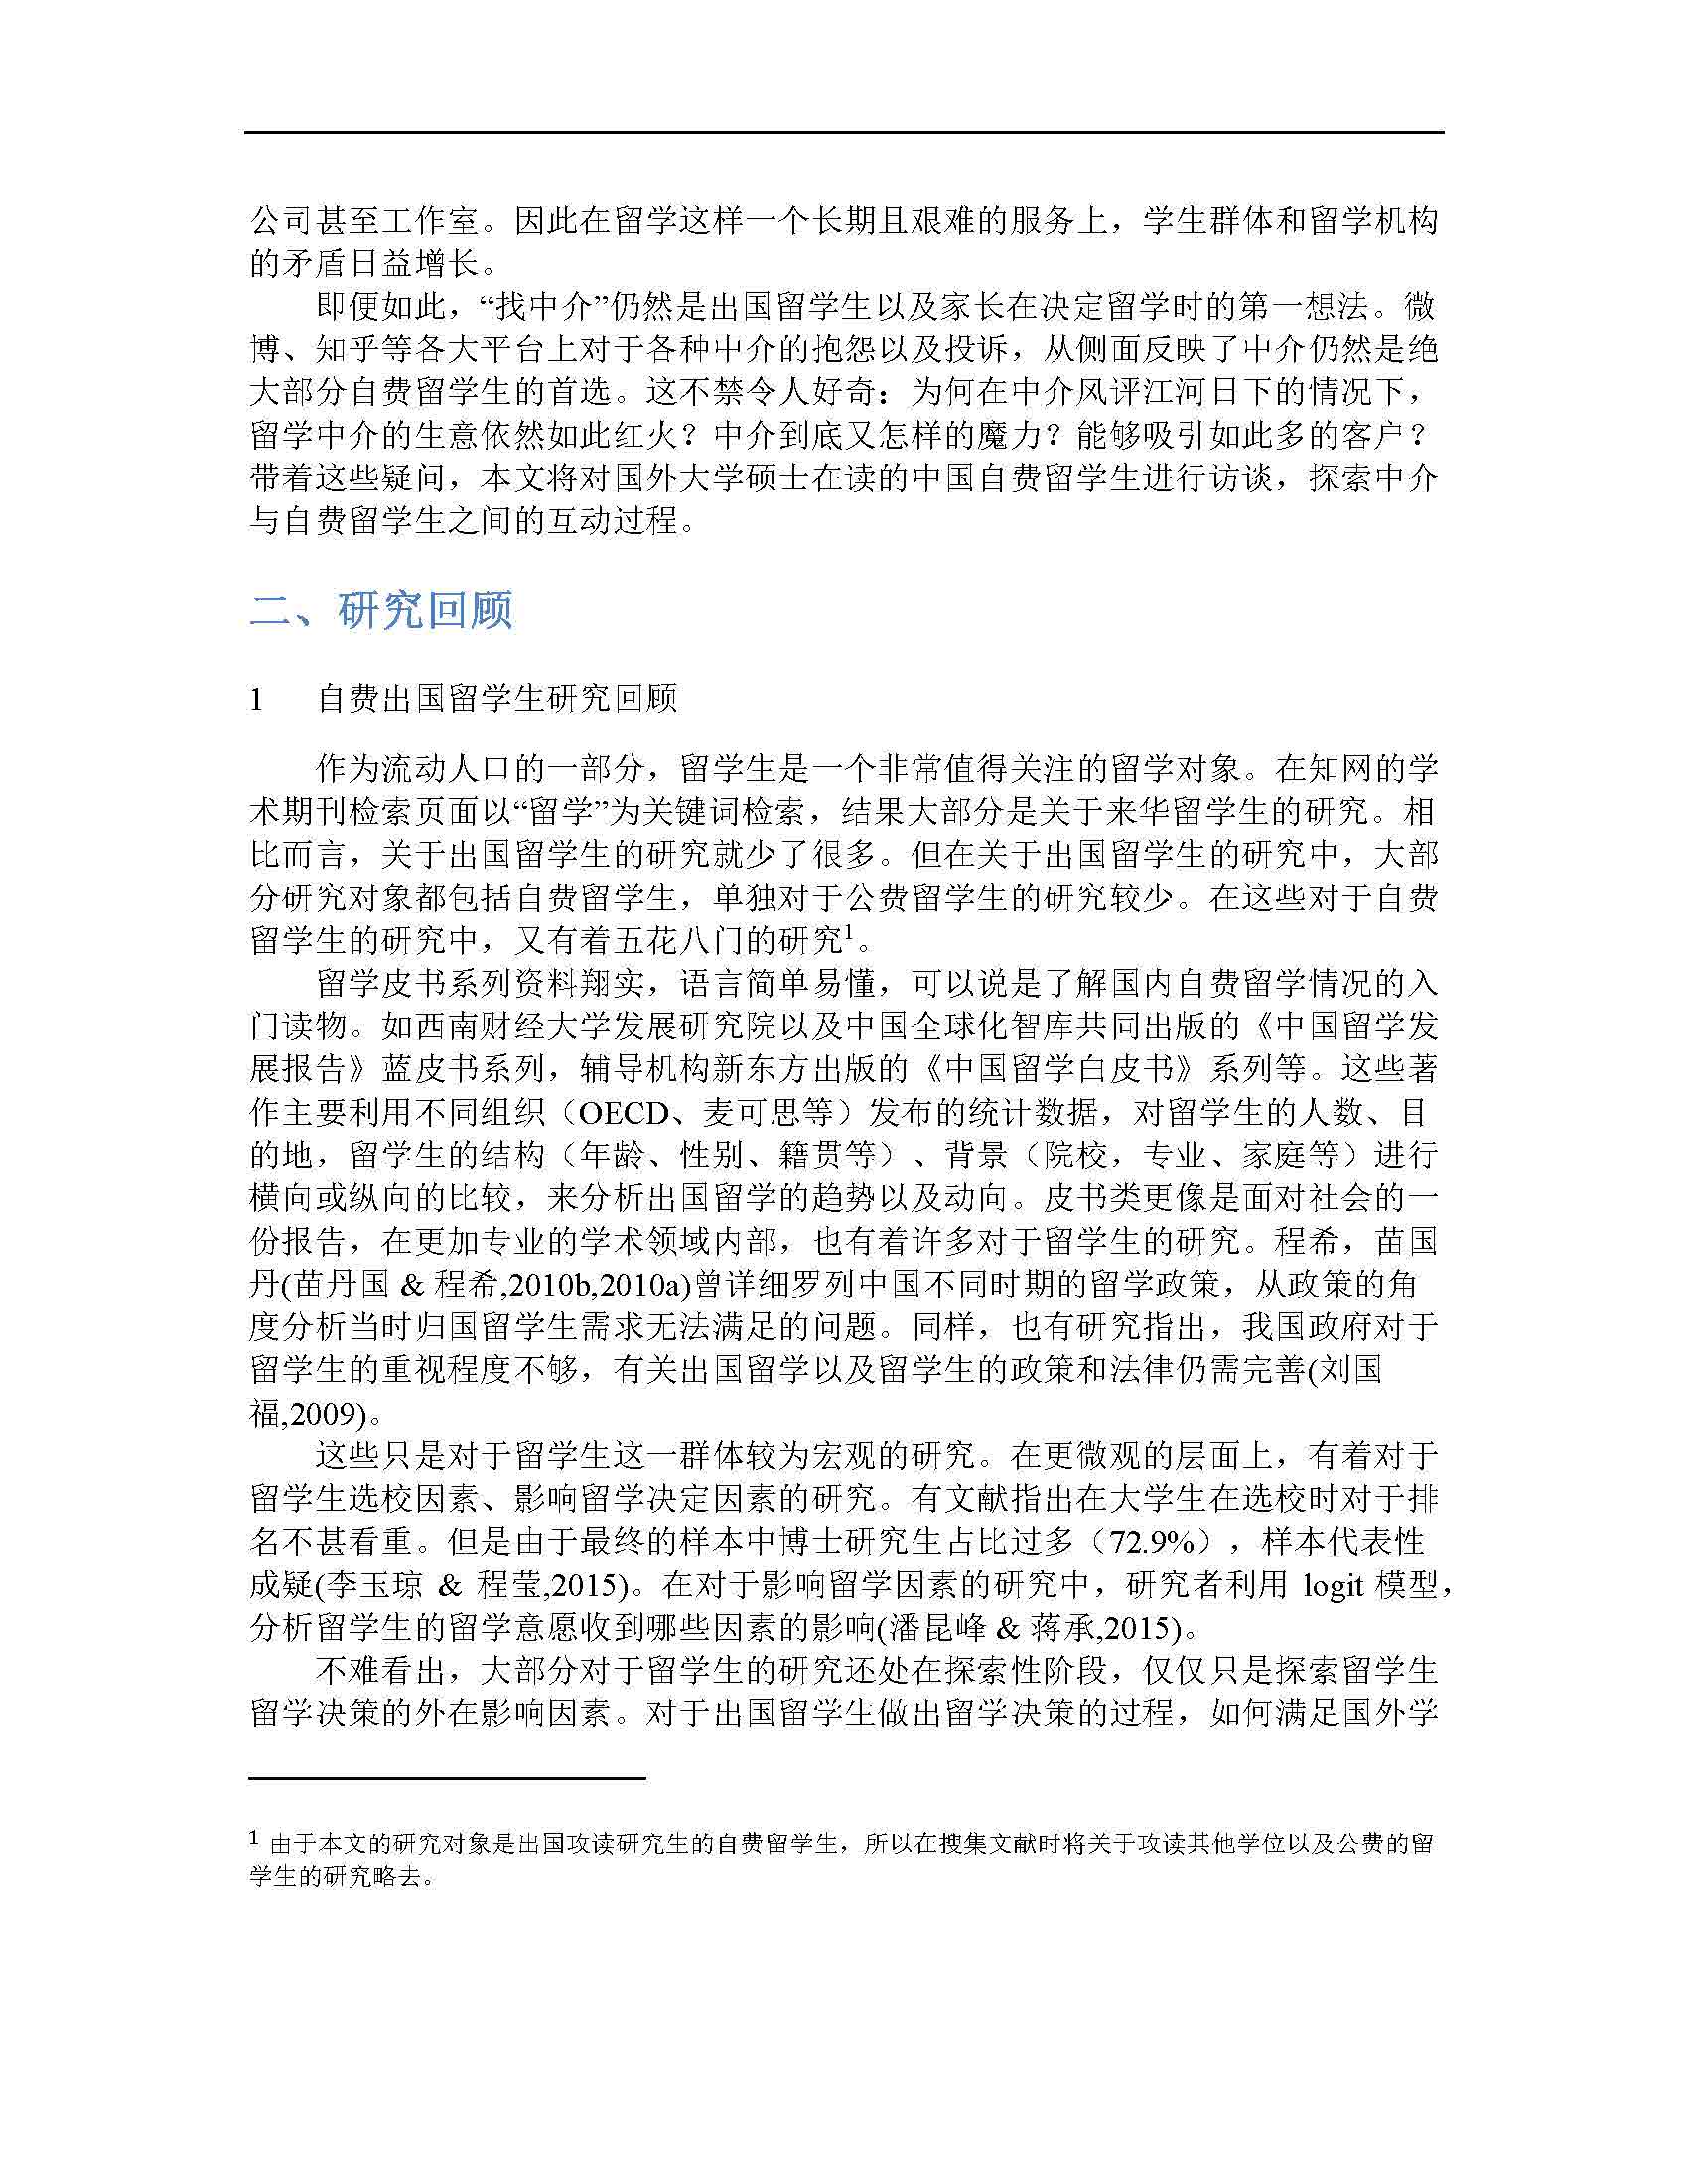 公司甚至工作室。因此在留学这样一个长期且艰难的服务上，学生群体和留学机构
的矛盾日益增长。
即便如此，“找中介”仍然是出国留学生以及家长在决定留学时的第一想法。微
博、知乎等各大平台上对于各种中介的抱怨以及投诉，从侧面反映了中介仍然是绝
大部分自费留学生的首选。这不禁令人好奇：为何在中介风评江河日下的情况下，
留学中介的生意依然如此红火？中介到底又怎样的魔力？能够吸引如此多的客户？
带着这些疑问，本文将对国外大学硕士在读的中国自费留学生进行访谈，探索中介
与自费留学生之间的互动过程。
二、研究回顾
1 自费出国留学生研究回顾
作为流动人口的一部分，留学生是一个非常值得关注的留学对象。在知网的学
术期刊检索页面以“留学”为关键词检索，结果大部分是关于来华留学生的研究。相
比而言，关于出国留学生的研究就少了很多。但在关于出国留学生的研究中，大部
分研究对象都包括自费留学生，单独对于公费留学生的研究较少。在这些对于自费
留学生的研究中，又有着五花八门的研究1。
留学皮书系列资料翔实，语言简单易懂，可以说是了解国内自费留学情况的入
门读物。如西南财经大学发展研究院以及中国全球化智库共同出版的《中国留学发
展报告》蓝皮书系列，辅导机构新东方出版的《中国留学白皮书》系列等。这些著
作主要利用不同组织（OECD、麦可思等）发布的统计数据，对留学生的人数、目
的地，留学生的结构（年龄、性别、籍贯等）、背景（院校，专业、家庭等）进行
横向或纵向的比较，来分析出国留学的趋势以及动向。皮书类更像是面对社会的一
份报告，在更加专业的学术领域内部，也有着许多对于留学生的研究。程希，苗国
丹(苗丹国 & 程希,2010b,2010a)曾详细罗列中国不同时期的留学政策，从政策的角
度分析当时归国留学生需求无法满足的问题。同样，也有研究指出，我国政府对于
留学生的重视程度不够，有关出国留学以及留学生的政策和法律仍需完善(刘国
福,2009)。
这些只是对于留学生这一群体较为宏观的研究。在更微观的层面上，有着对于
留学生选校因素、影响留学决定因素的研究。有文献指出在大学生在选校时对于排
名不甚看重。但是由于最终的样本中博士研究生占比过多（72.9%），样本代表性
成疑(李玉琼 & 程莹,2015)。在对于影响留学因素的研究中，研究者利用 logit 模型，
分析留学生的留学意愿收到哪些因素的影响(潘昆峰 & 蒋承,2015)。
不难看出，大部分对于留学生的研究还处在探索性阶段，仅仅只是探索留学生
留学决策的外在影响因素。对于出国留学生做出留学决策的过程，如何满足国外学
1 由于本文的研究对象是出国攻读研究生的自费留学生，所以在搜集文献时将关于攻读其他学位以及公费的留
学生的研究略去。